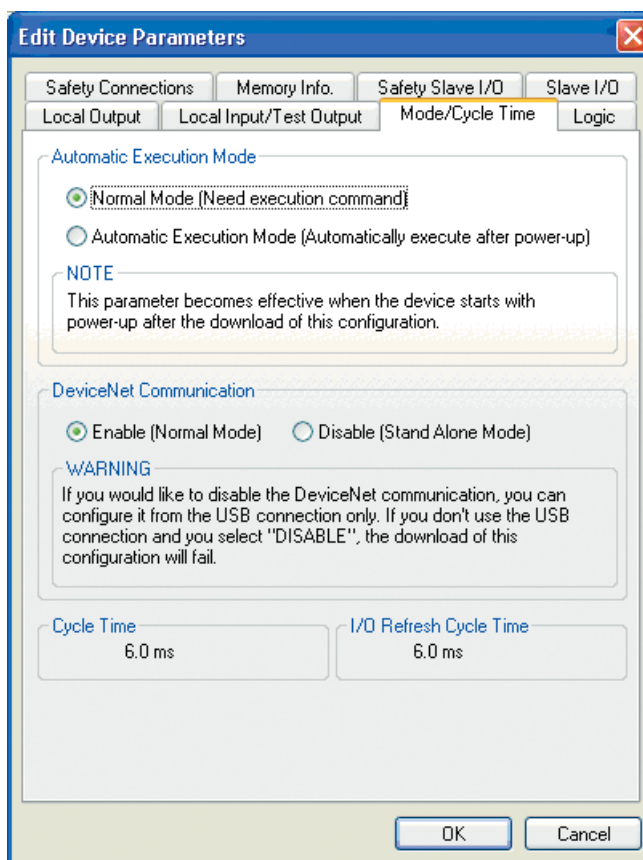 Edit Device Parameters
Safety Connections Memory Info. Safety Slave I/O Slave I/O
Local Output Local Input/Test Output Mode/Cycle Time Logic
Automatic Execution Mode
Normal Mode (Need execution command)
Automatic Execution Mode (Automatically execute after power-up)
NOTE
This parameter becomes effective when the device starts with
power-up after the download of this configuration.
DeviceNet Communication
Enable (Normal Mode) Disable (Stand Alone Mode)
WARNING
If you would like to disable the DeviceNet communication, you can
configure it from the USB connection only. If you don't use the USB
connection and you select "DISABLE", the download of this
configuration will fail.
Cycle Time I/O Refresh Cycle Time
6.0 ms 6.0 ms
OK Cancel